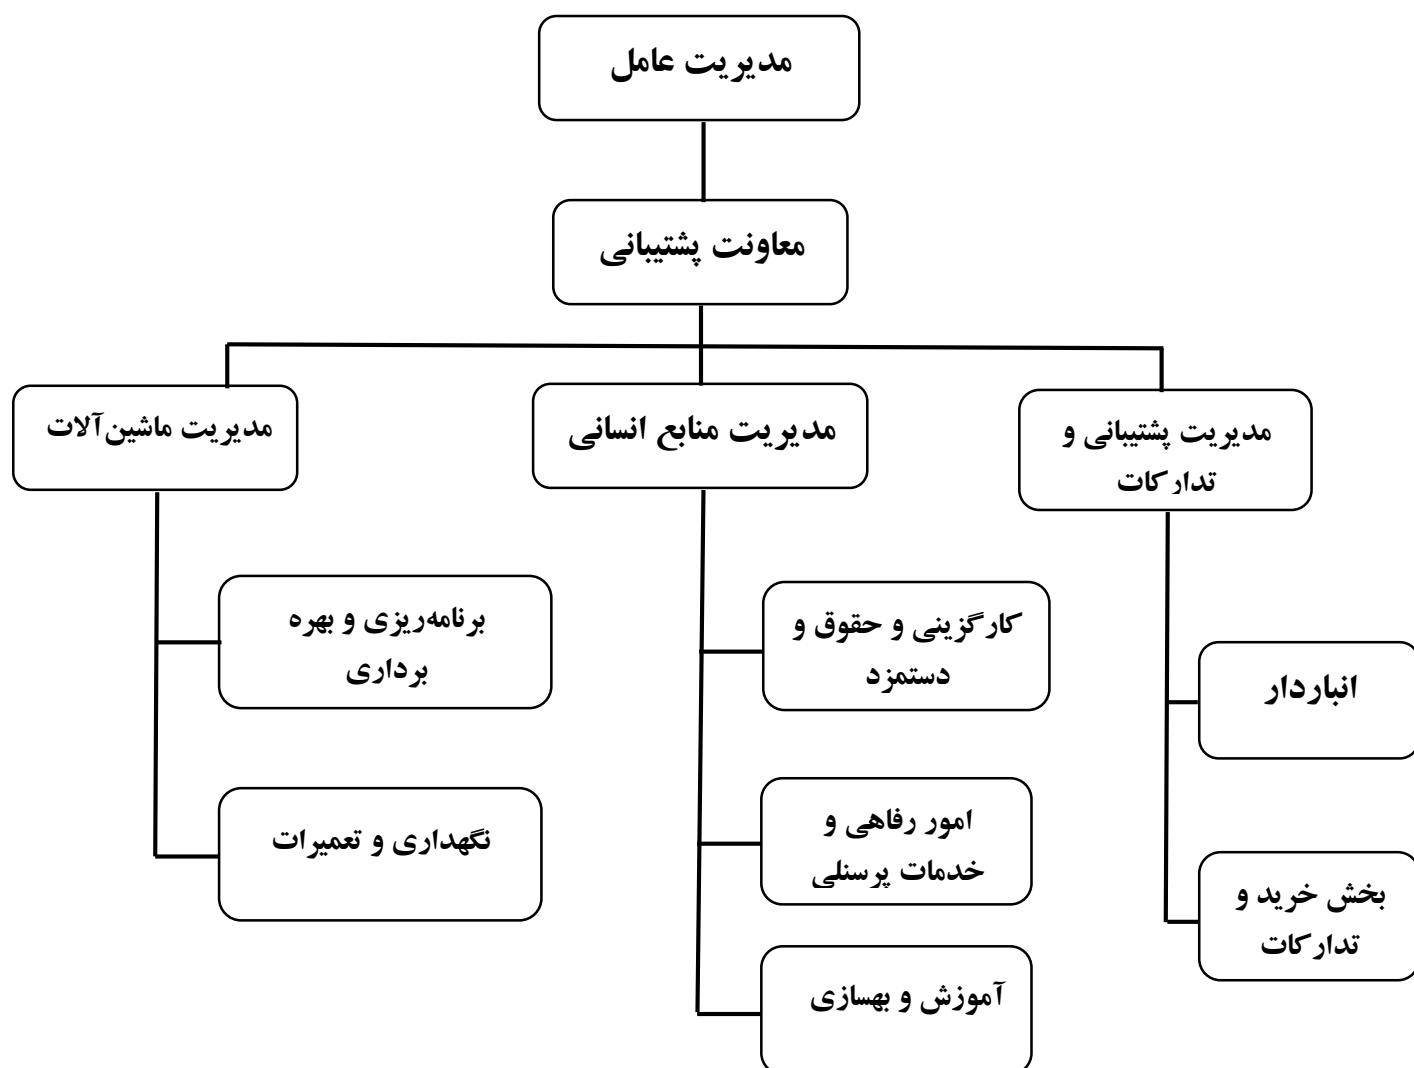 مدیریت عامل
معاونت پشتیبانی
مدیریت پشتیبانی و
تدارکات
مدیریت منابع انسانی
مدیریت ماشین‌آلات
انباردار
بخش خرید و
تدارکات
کارگزینی و حقوق و
دستمزد
امور رفاهی و
خدمات پرسنلی
آموزش و بهسازی
برنامه‌ریزی و بهره
برداری
نگهداری و تعمیرات